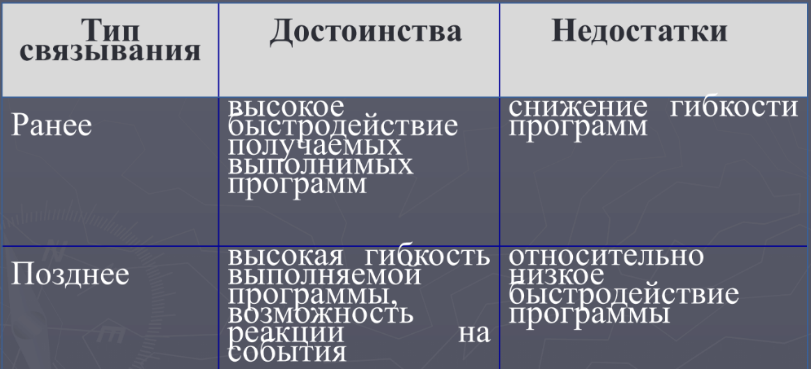 Тип
связывания
Достоинства
Недостатки
Ранее
высокое
быстродействие
получаемых
выполнимых
программ
снижение гибкости
программ
Позднее
высокая гибкость
выполняемой
программы,
возможность
реакции на
события
относительно
низкое
быстродействие
программы